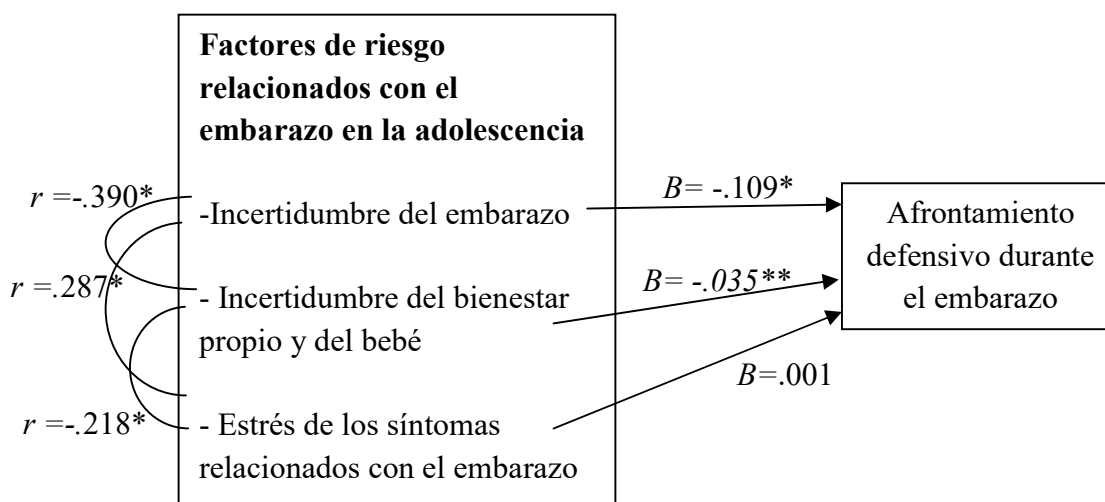 Factores de riesgo
relacionados con el
embarazo en la adolescencia
r =-.390*
-Incertidumbre del embarazo
B= -.109*
r =.287*
- Incertidumbre del bienestar
propio y del bebé
B= -.035**
r =-.218*
- Estrés de los síntomas
relacionados con el embarazo
B=.001
Afrontamiento
defensivo durante
el embarazo